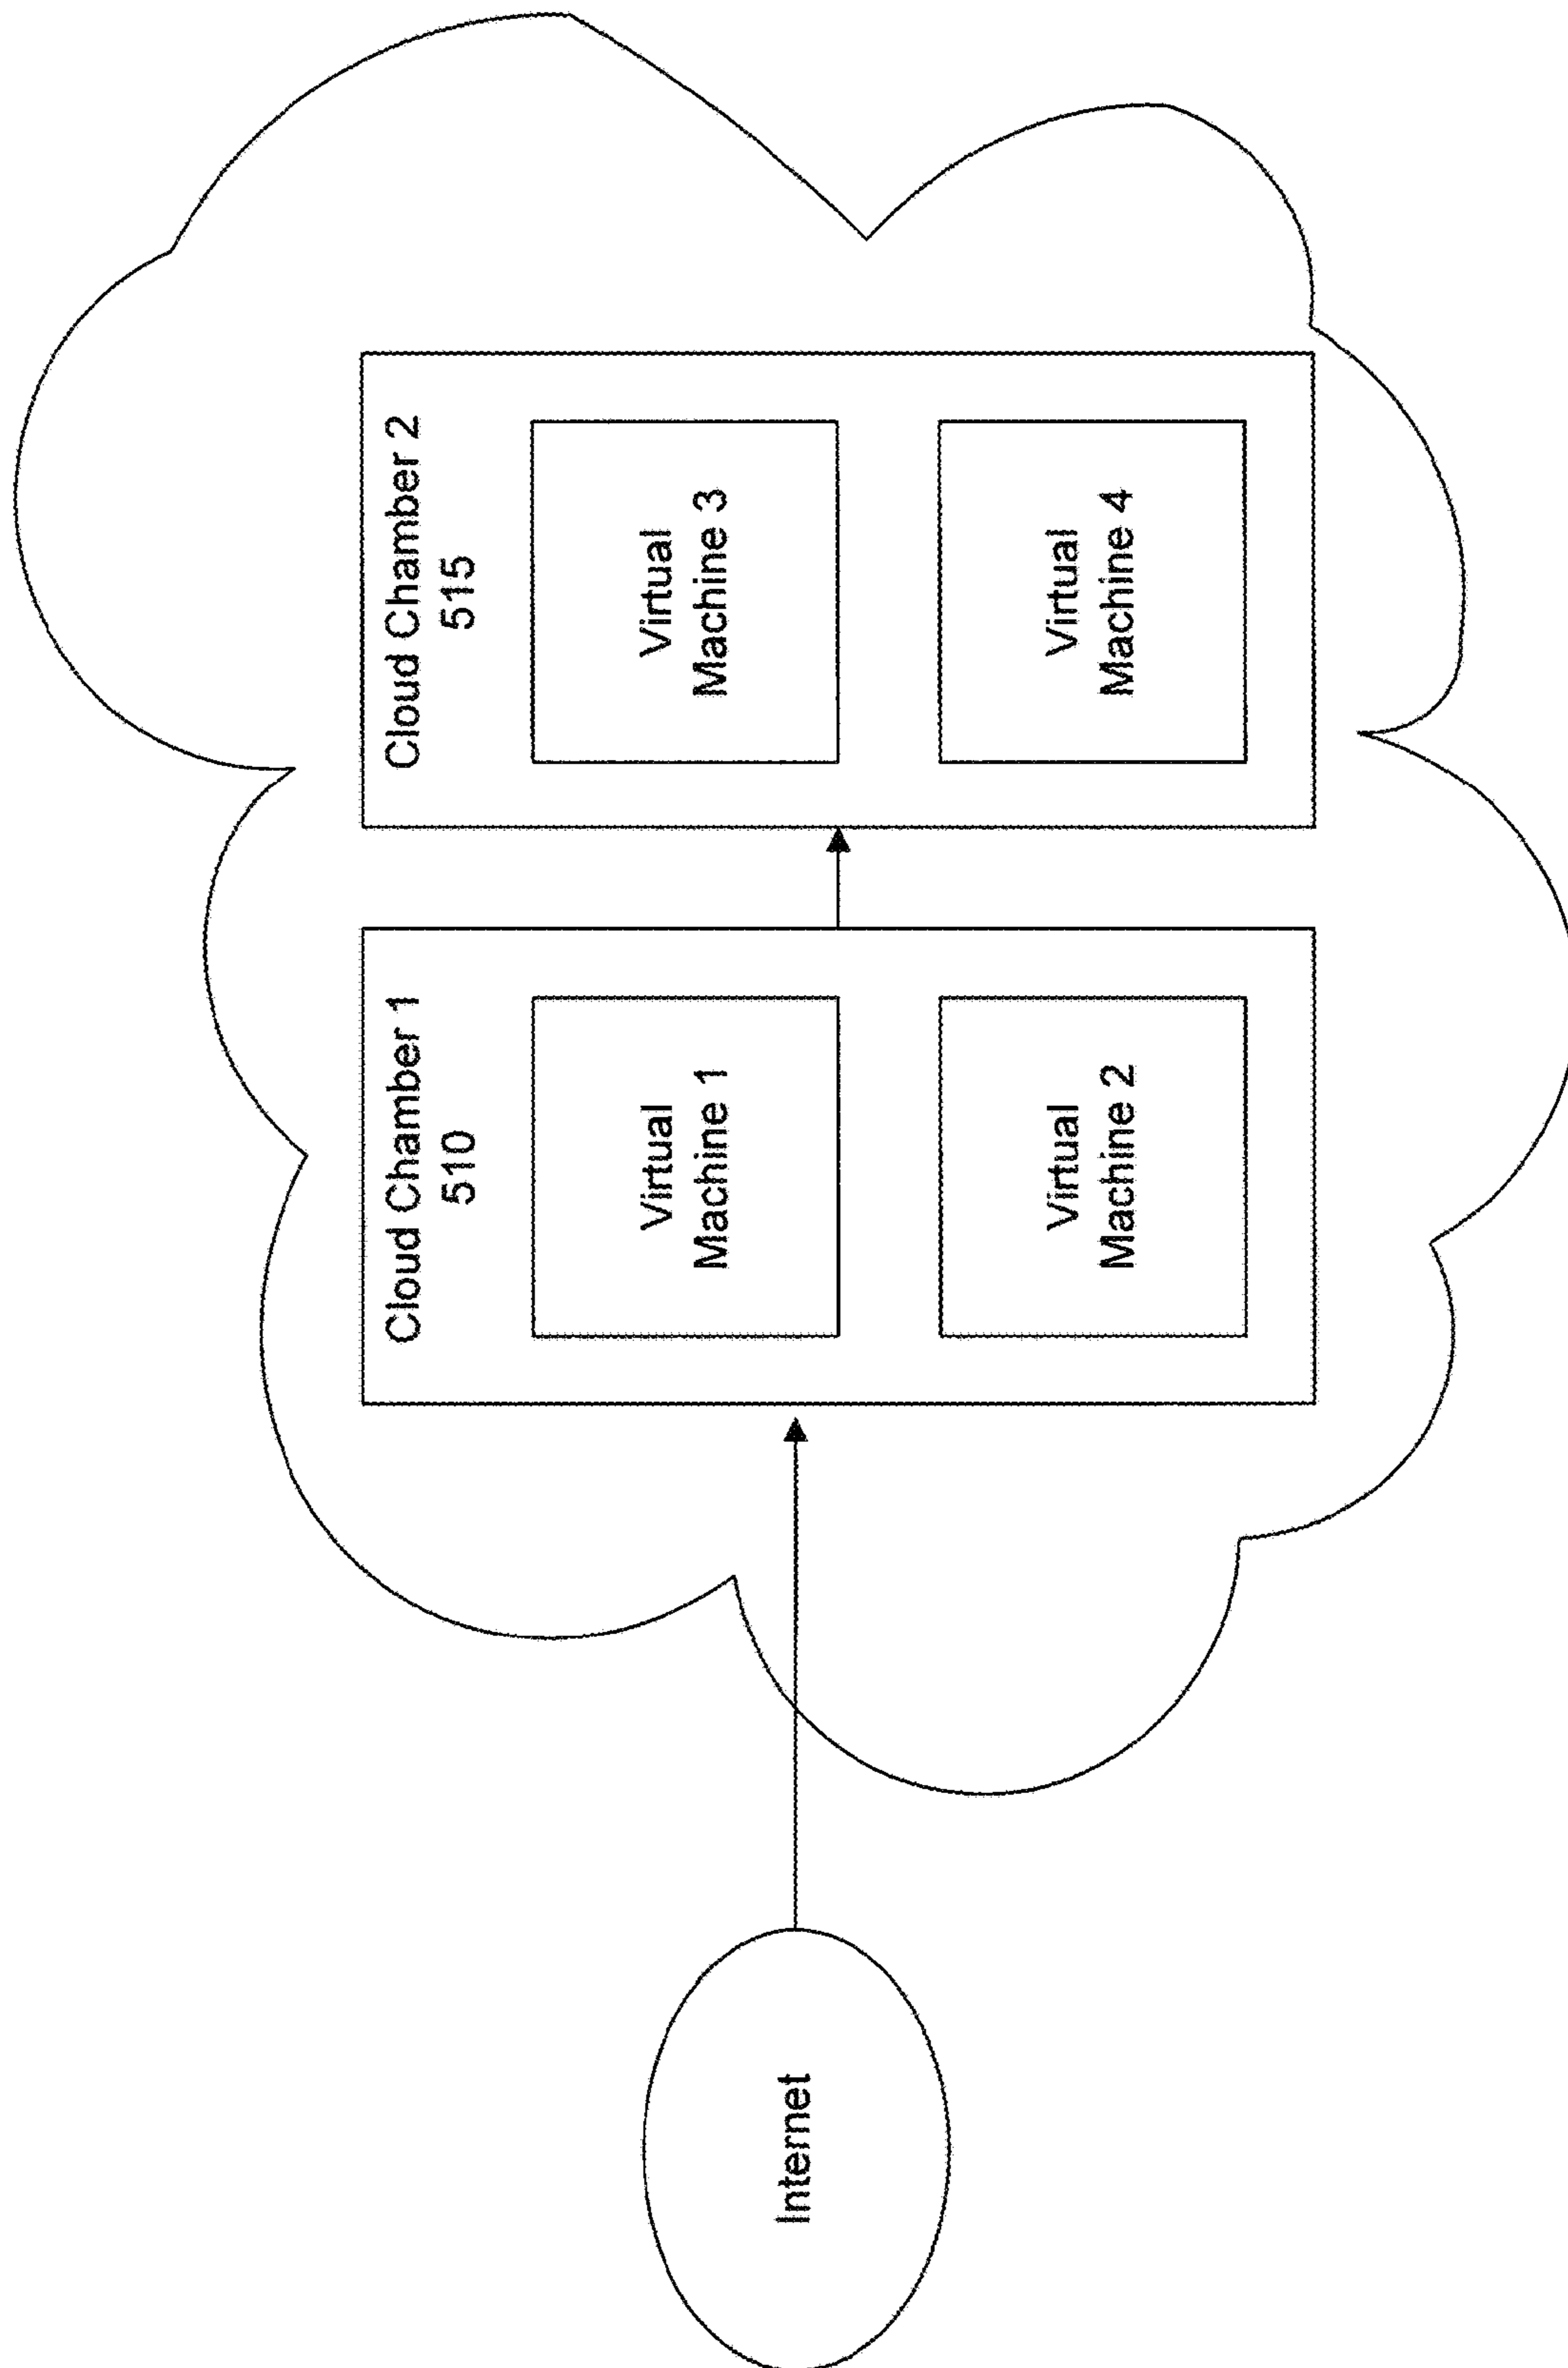 Internet
Cloud Chamber 1
510
Virtual
Machine 1
Virtual
Machine 2
Cloud Chamber 2
515
Virtual
Machine 3
Virtual
Machine 4